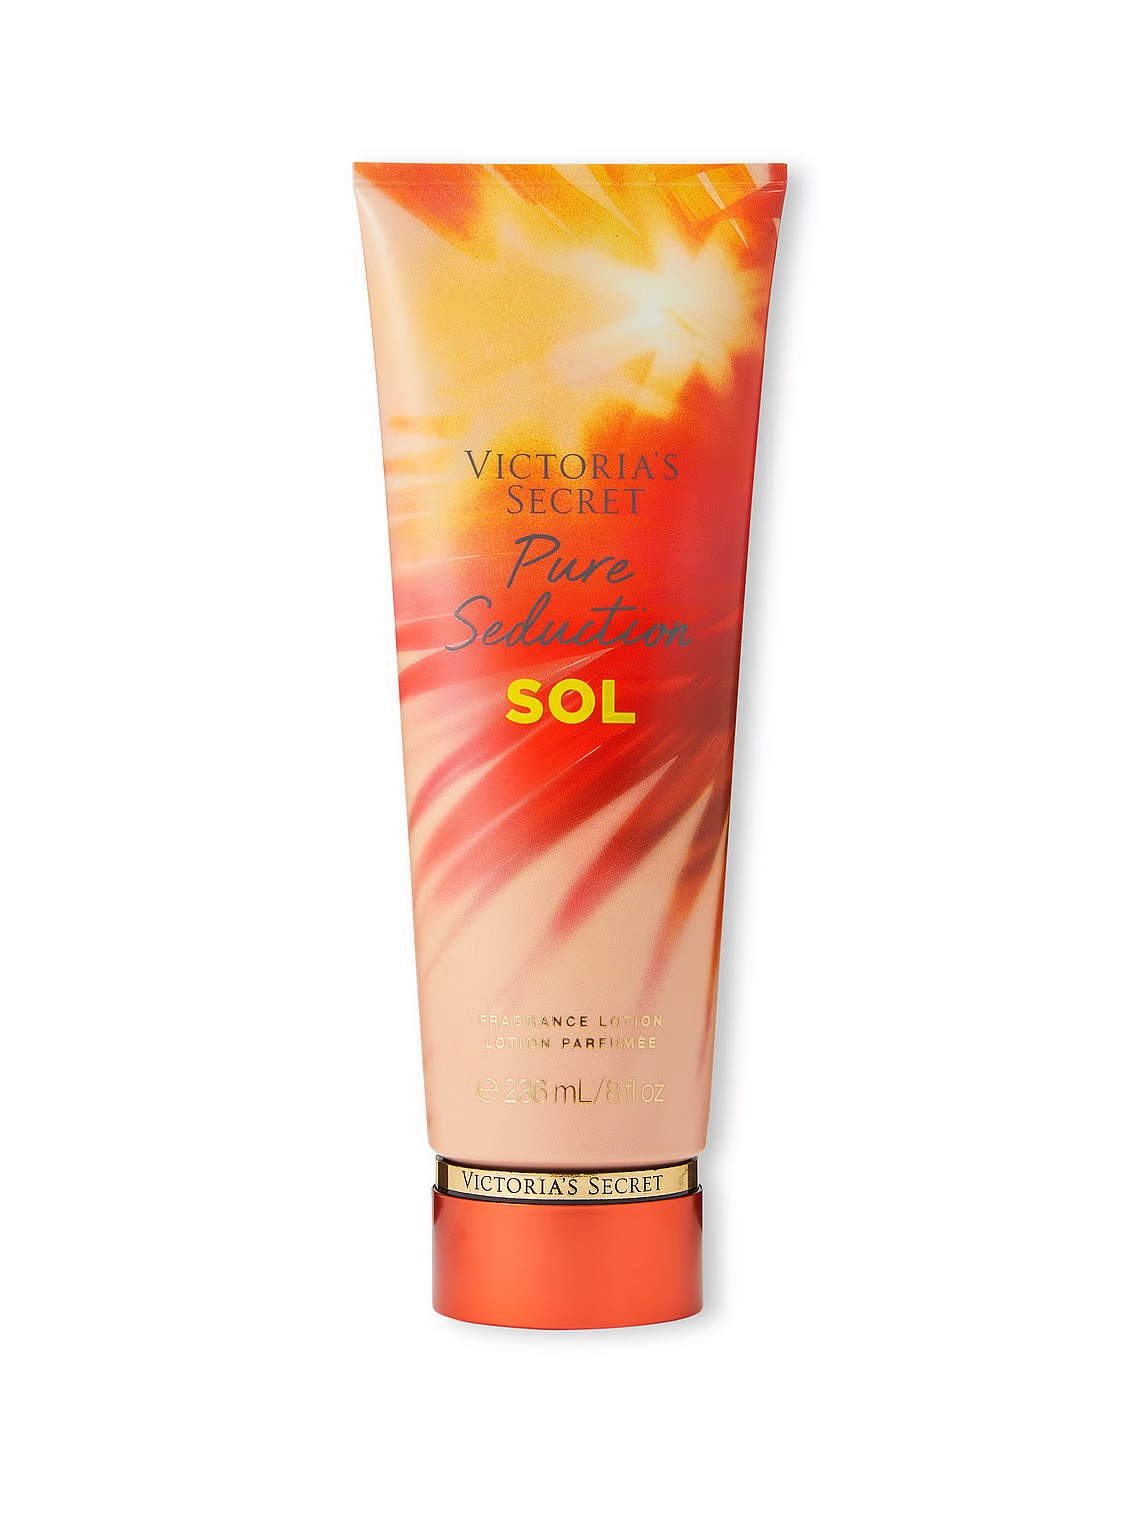 VICTORIA'S
SECRET
Pure
Seduction
SOL
FRAGRANCE LOTION
LOTION PARFUMÉE
℮ 236 mL/8 fl oz
VICTORIA'S SECRET